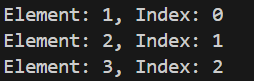 Element: 1, Index: 0
Element: 2, Index: 1
Element: 3, Index: 2